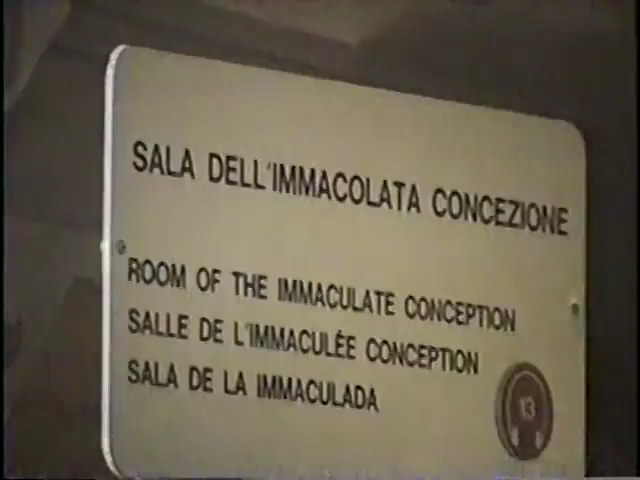 SALA DELL'IMMACOLATA CONCEZIONE
ROOM OF THE IMMACULATE CONCEPTION
SALLE DE L'IMMACULÉE CONCEPTION
SALA DE LA IMMACULADA
13